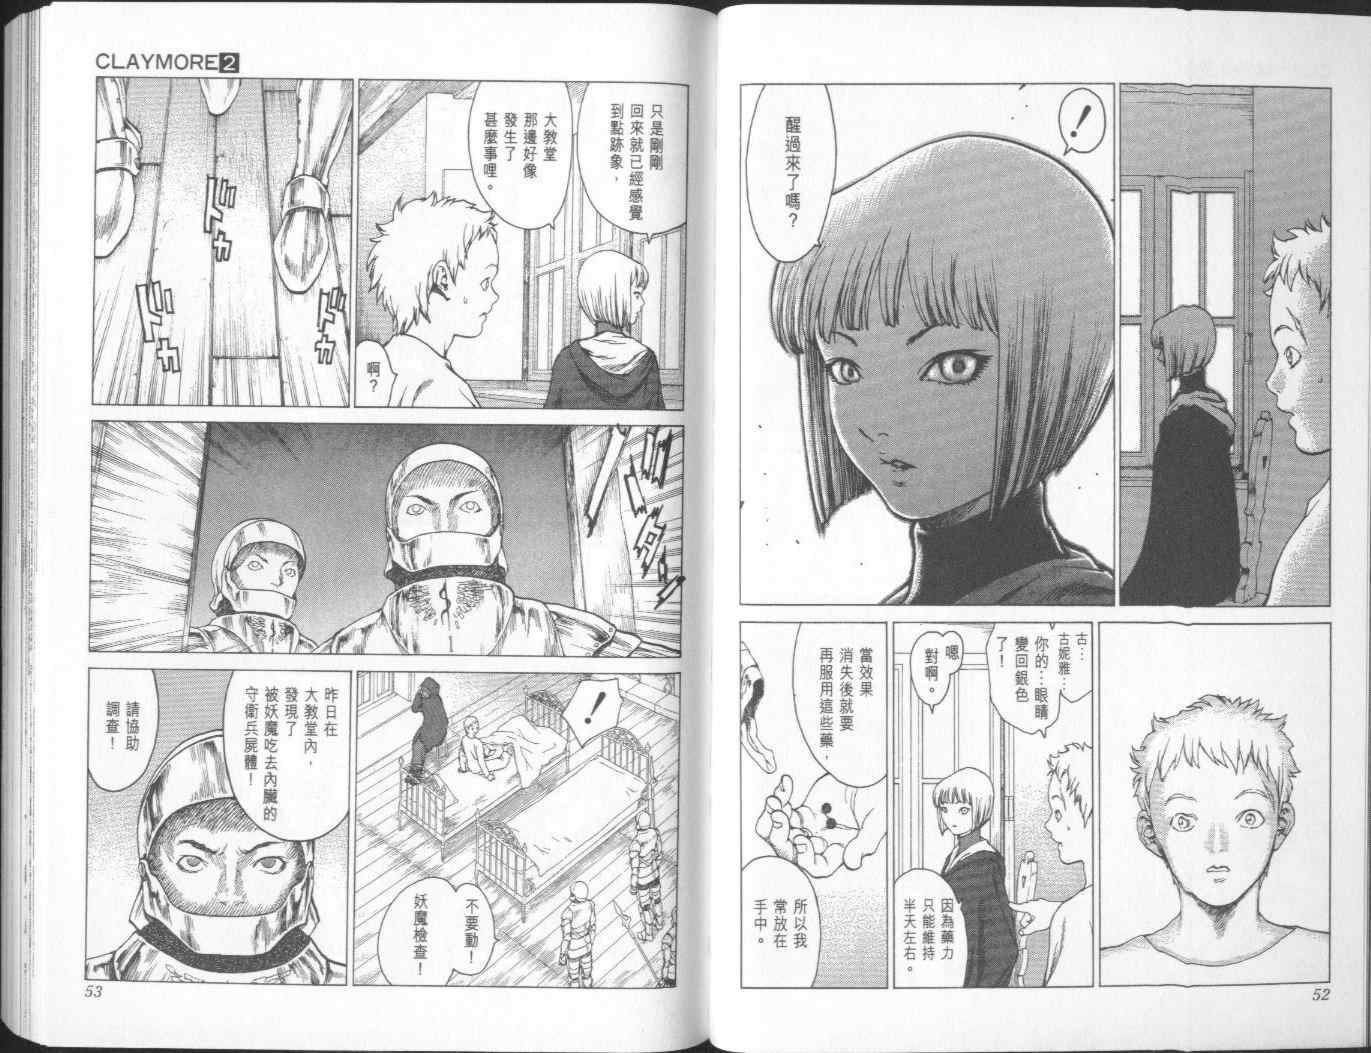 ！
醒過來了嗎？
古…
古妮雅…
你的…眼睛
變回銀色
了！
嗯
對啊。
因為藥力
只能維持
半天左右。
當效果
消失後就要
再服用這些藥，
所以我
常放在
手中。
52
CLAYMORE 2
只是剛剛
回來就已經感覺
到點跡象，
大教堂
那邊好像
發生了
甚麼事哩。
啊？
！
不要動！
妖魔檢查！
昨日在
大教堂內，
發現了
被妖魔吃去內臟的
守衛兵屍體！
請協助
調查！
53